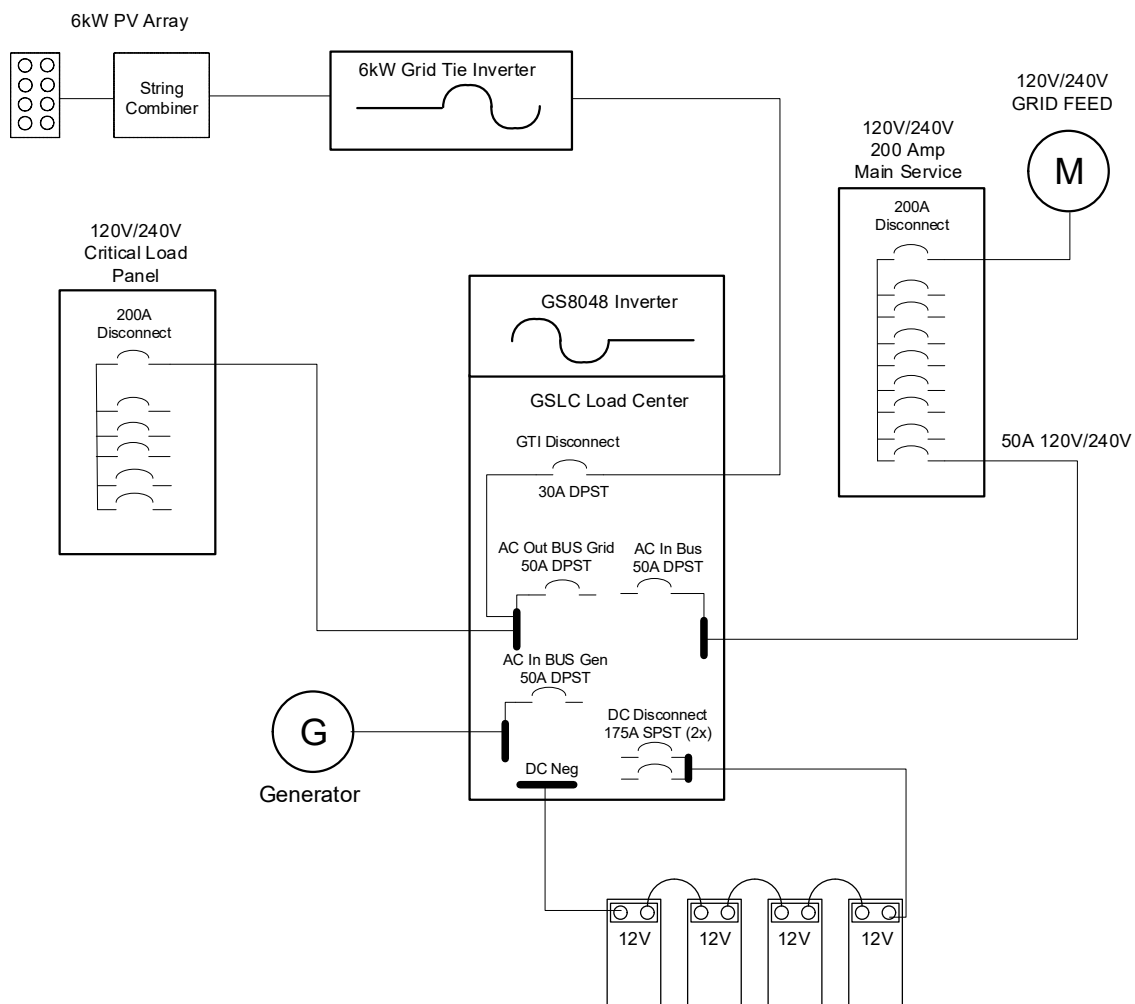 6kW PV Array
String
Combiner
6kW Grid Tie Inverter
120V/240V
GRID FEED
M
120V/240V
200 Amp
Main Service
200A
Disconnect
120V/240V
Critical Load
Panel
200A
Disconnect
GS8048 Inverter
GSLC Load Center
GTI Disconnect
30A DPST
50A 120V/240V
AC Out BUS Grid
50A DPST
AC In Bus
50A DPST
AC In BUS Gen
50A DPST
G
Generator
DC Disconnect
175A SPST (2x)
DC Neg
12V
12V
12V
12V